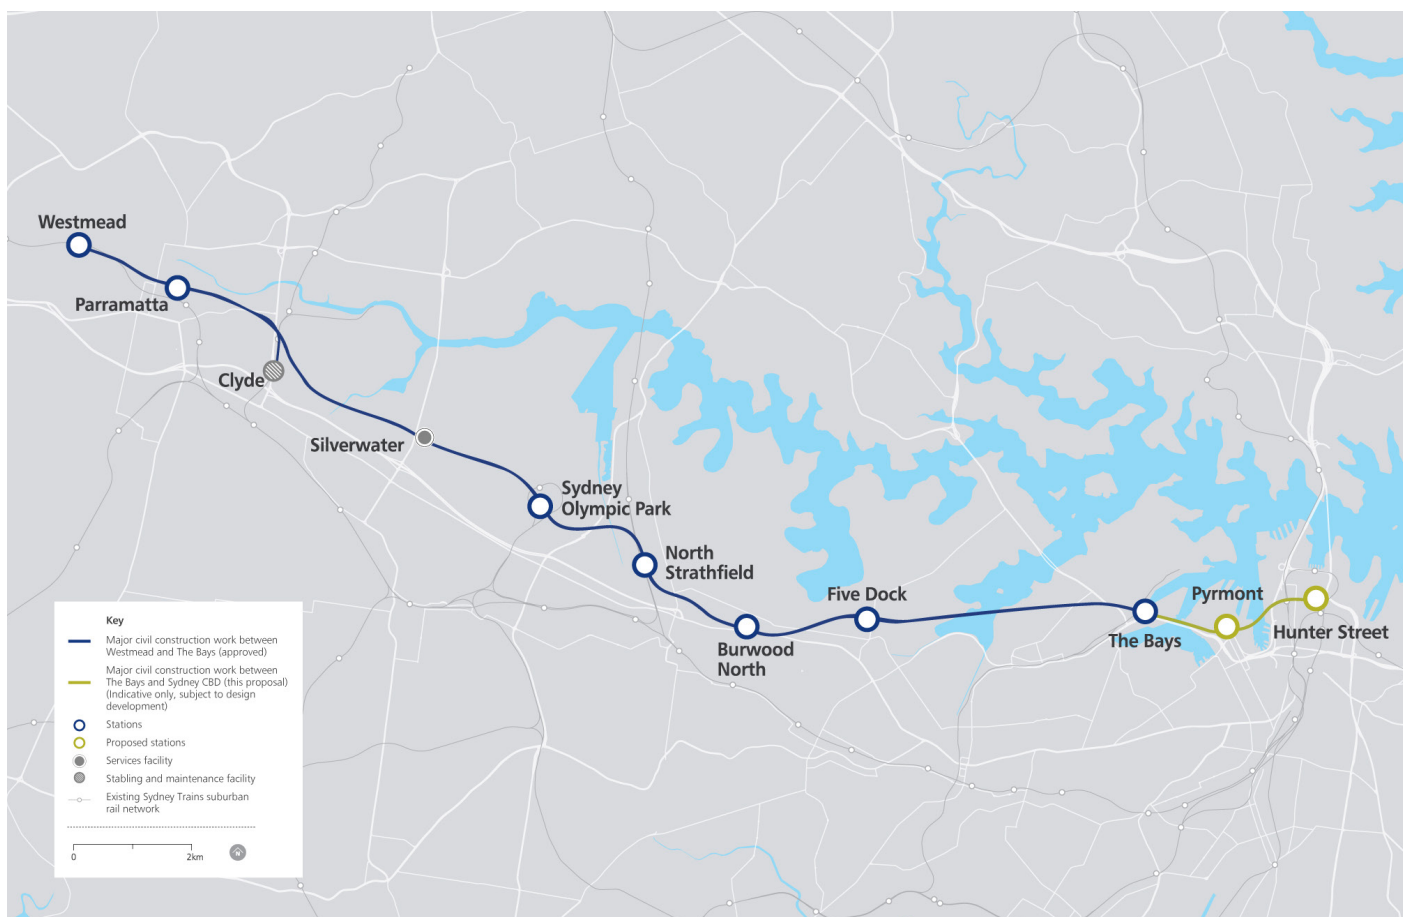 Westmead
Parramatta
Clyde
Silverwater
Sydney
Olympic Park
North
Strathfield
Burwood
North
Five Dock
The Bays
Pyrmont
Hunter Street
Key
Major civil construction work between
Westmead and The Bays (approved)
Major civil construction work between
The Bays and Sydney CBD (this proposal)
(Indicative only, subject to design
development)
Stations
Proposed stations
Services facility
Stabling and maintenance facility
Existing Sydney Trains suburban
rail network
0
2km
N